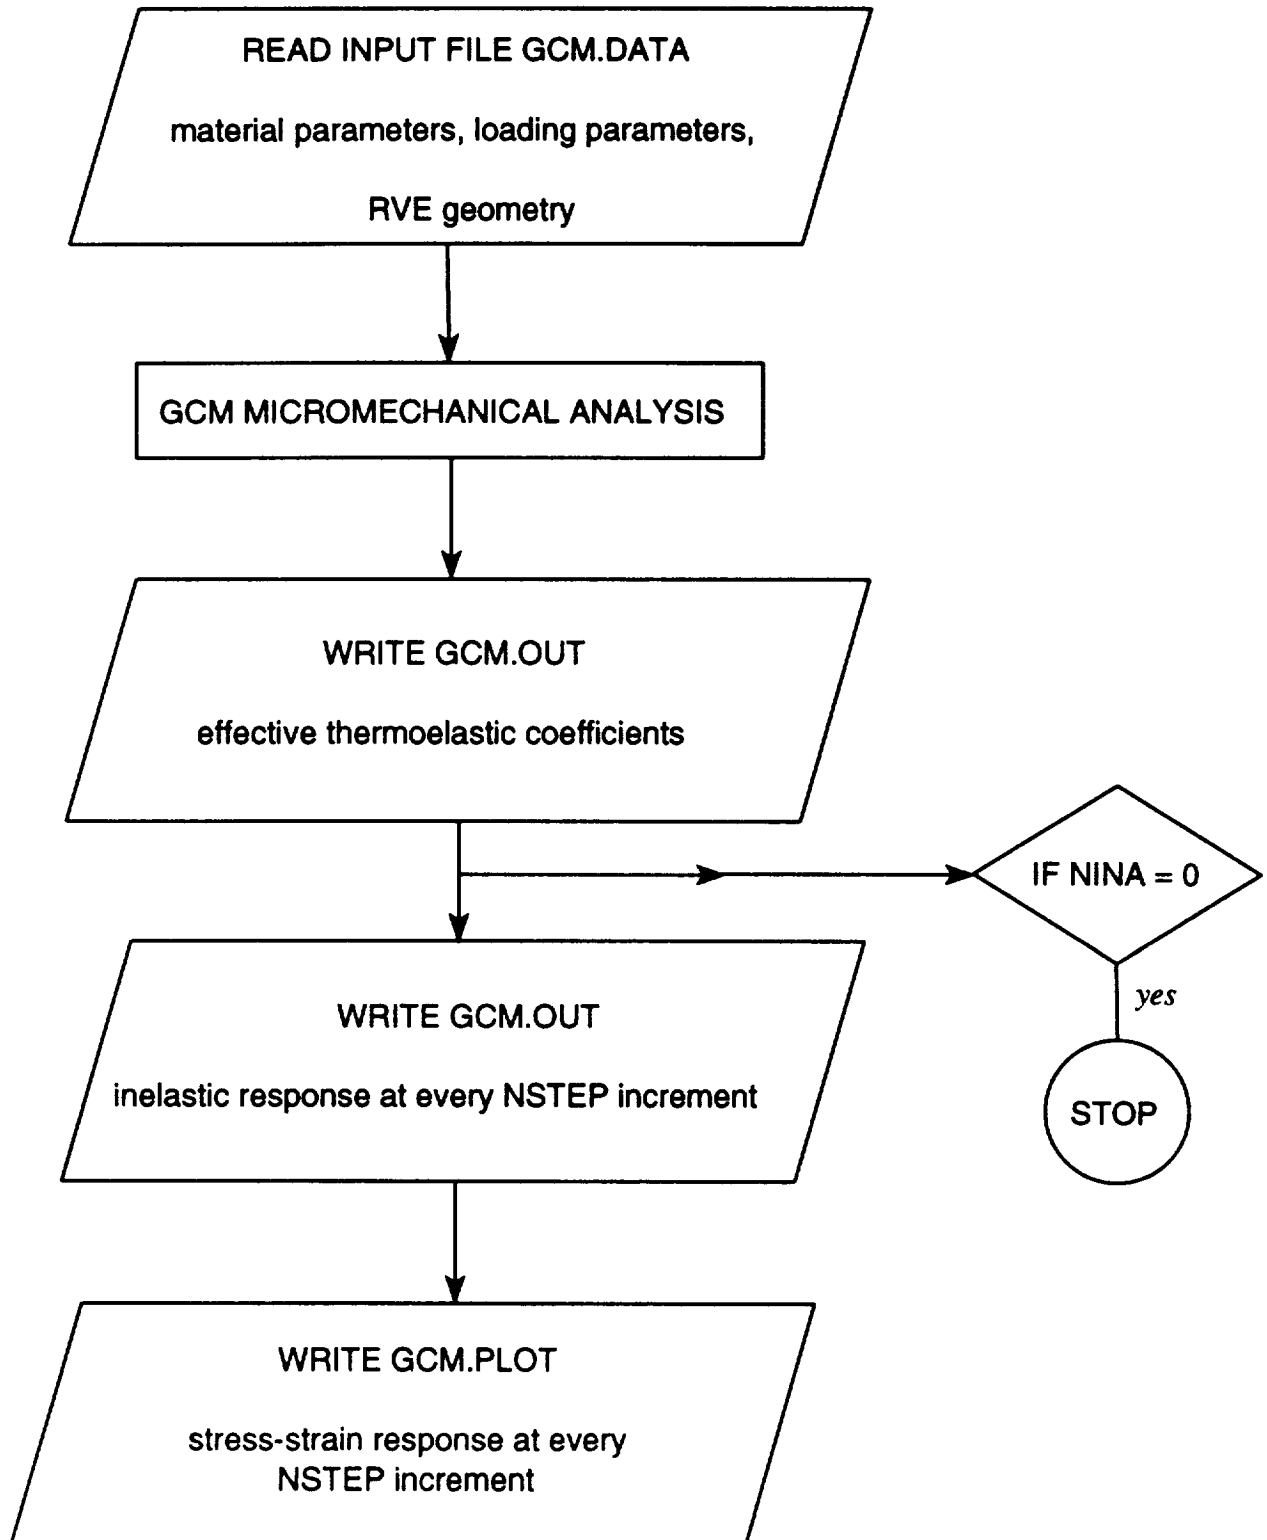 READ INPUT FILE GCM.DATA
material parameters, loading parameters,
RVE geometry
GCM MICROMECHANICAL ANALYSIS
WRITE GCM.OUT
effective thermoelastic coefficients
IF NINA = 0
yes
STOP
WRITE GCM.OUT
inelastic response at every NSTEP increment
WRITE GCM.PLOT
stress-strain response at every
NSTEP increment